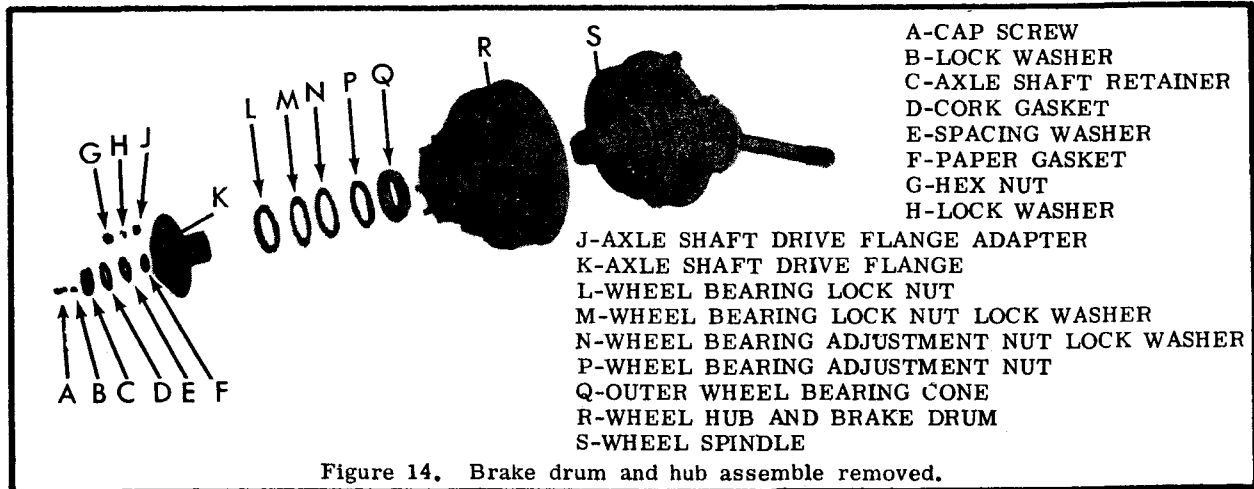 R
S
Q
P
N
M
L
J
H
G
K
A B C D E F
A-CAP SCREW
B-LOCK WASHER
C-AXLE SHAFT RETAINER
D-CORK GASKET
E-SPACING WASHER
F-PAPER GASKET
G-HEX NUT
H-LOCK WASHER
J-AXLE SHAFT DRIVE FLANGE ADAPTER
K-AXLE SHAFT DRIVE FLANGE
L-WHEEL BEARING LOCK NUT
M-WHEEL BEARING LOCK NUT LOCK WASHER
N-WHEEL BEARING ADJUSTMENT NUT LOCK WASHER
P-WHEEL BEARING ADJUSTMENT NUT
Q-OUTER WHEEL BEARING CONE
R-WHEEL HUB AND BRAKE DRUM
S-WHEEL SPINDLE
Figure 14. Brake drum and hub assemble removed.